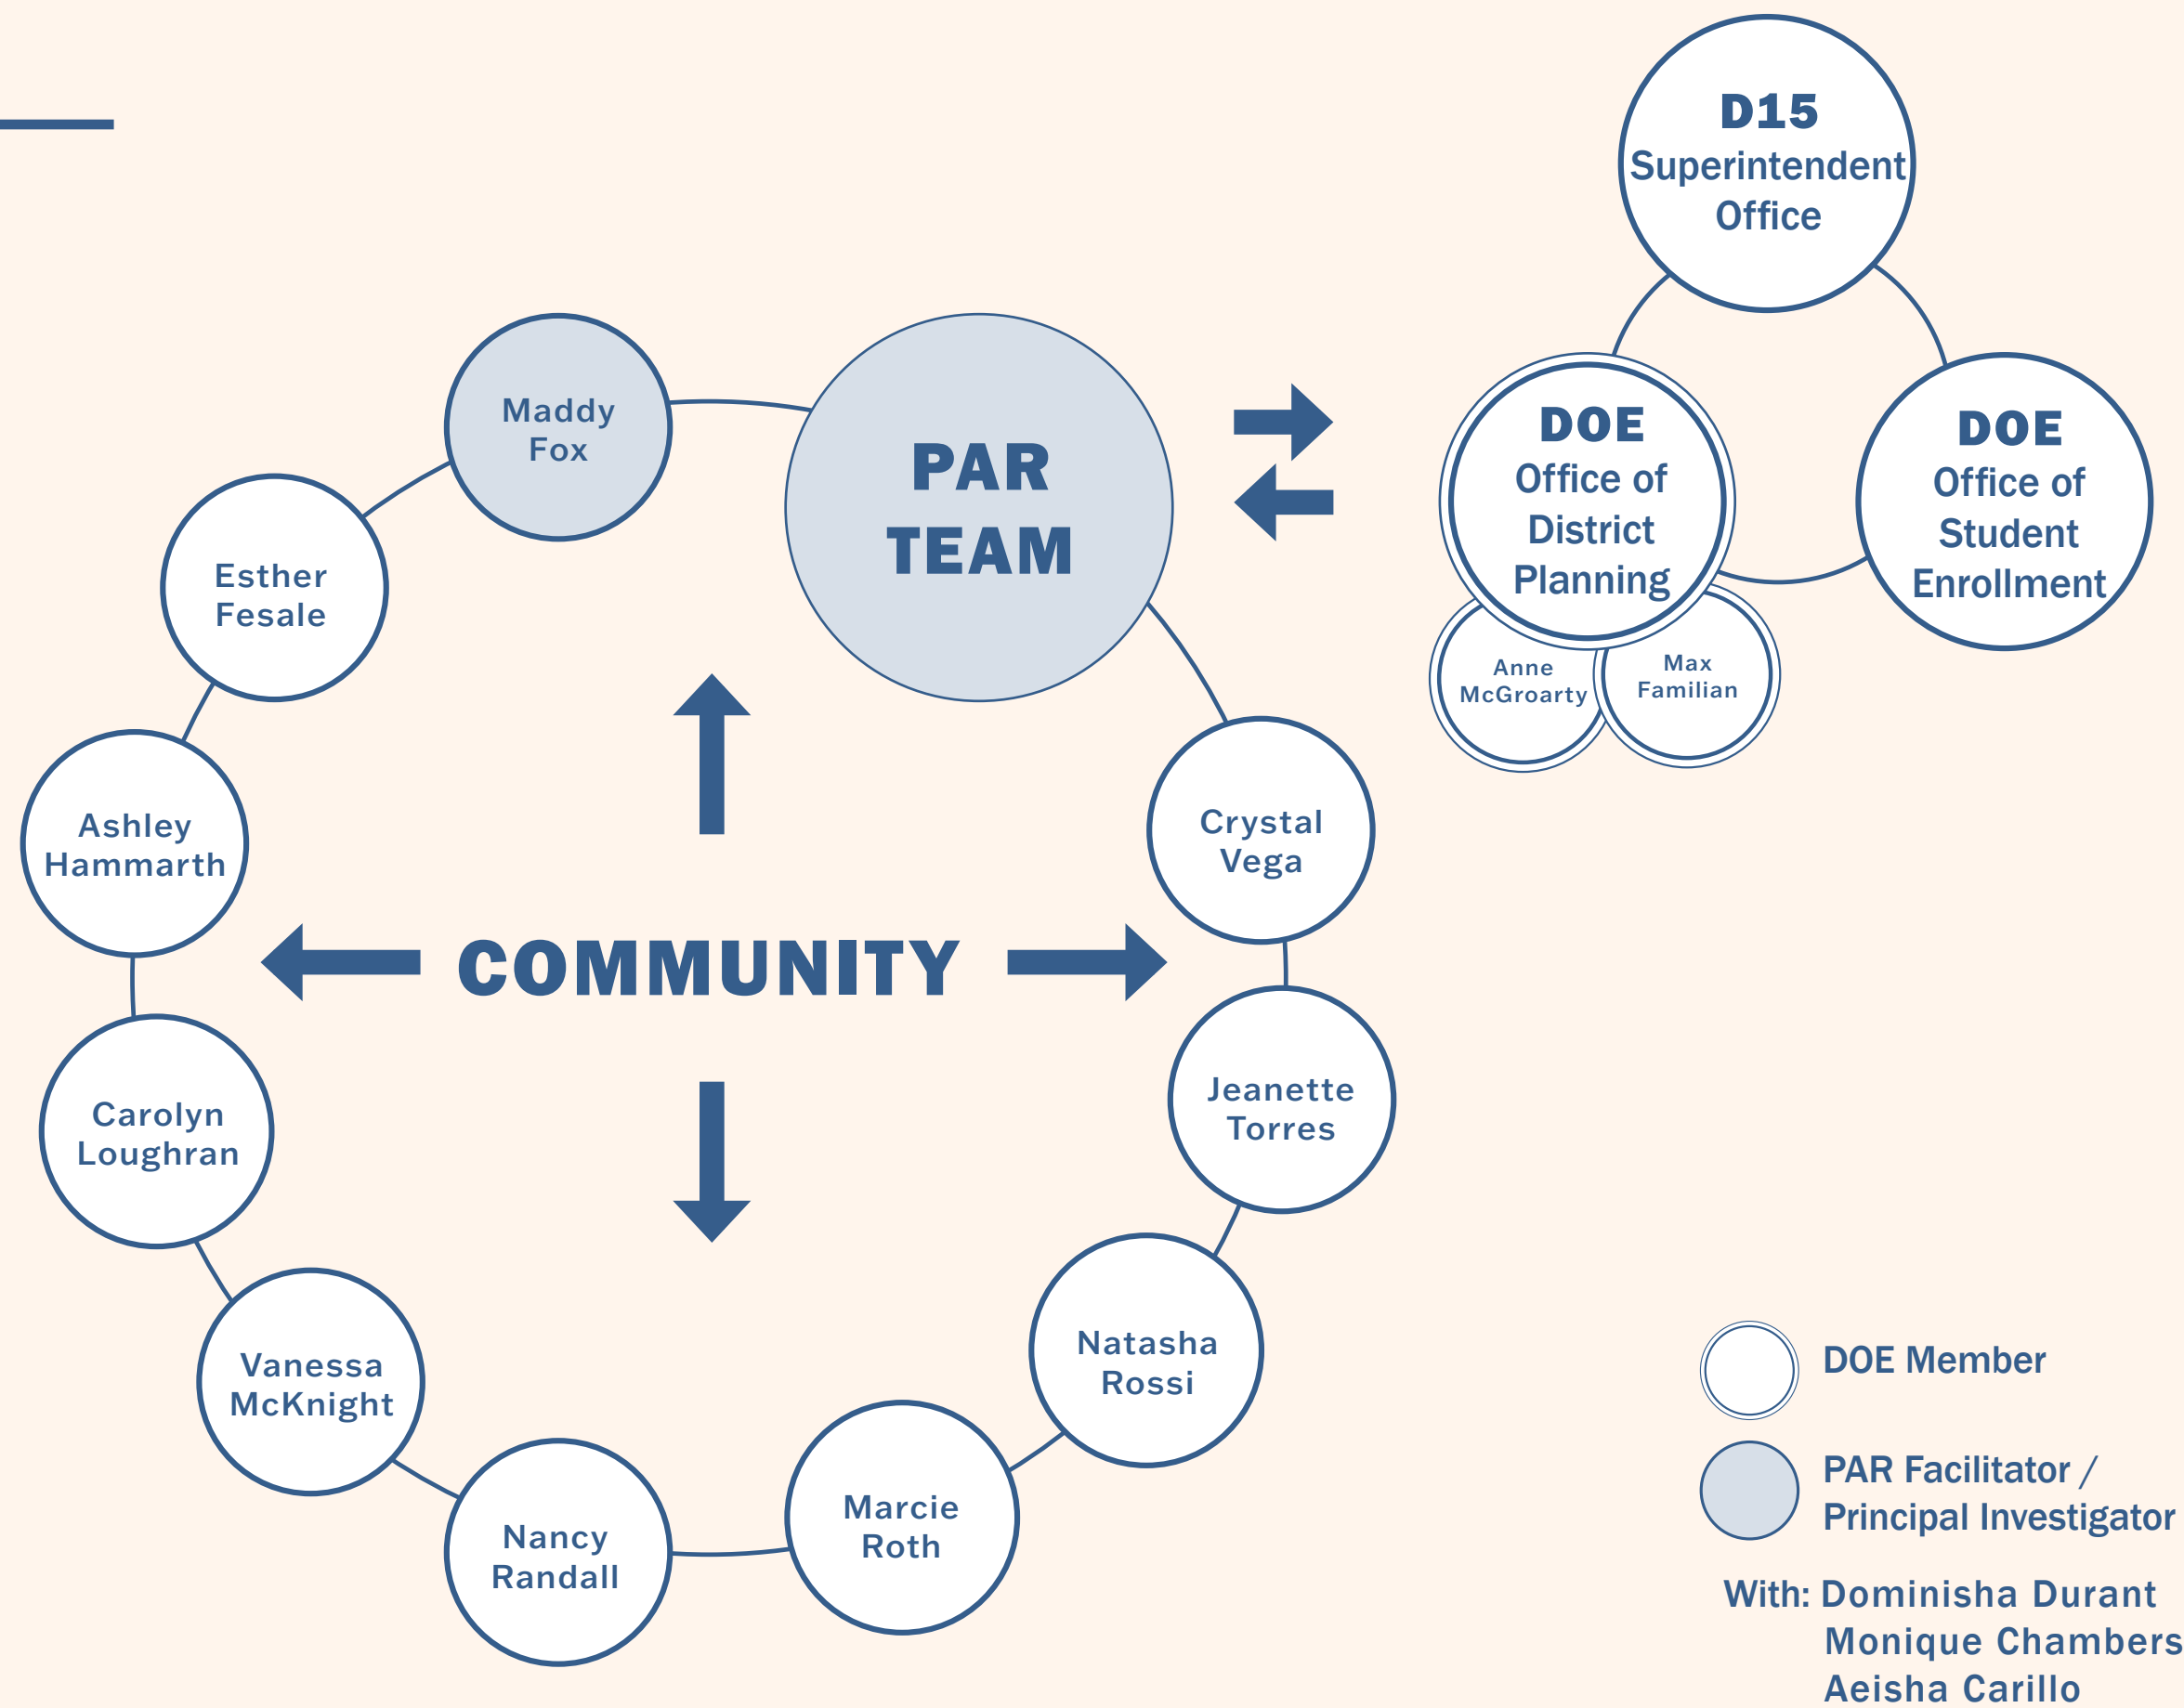 D15
Superintendent
Office
DOE
Office of
District
Planning
DOE
Office of
Student
Enrollment
Anne
McGroarty
Max
Familian
PAR
TEAM
Maddy
Fox
Esther
Fesale
Ashley
Hammarth
Carolyn
Loughran
Vanessa
McKnight
Nancy
Randall
Marcie
Roth
Natasha
Rossi
Jeanette
Torres
Crystal
Vega
COMMUNITY
DOE Member
PAR Facilitator /
Principal Investigator
With: Dominisha Durant
Monique Chambers
Aeisha Carillo